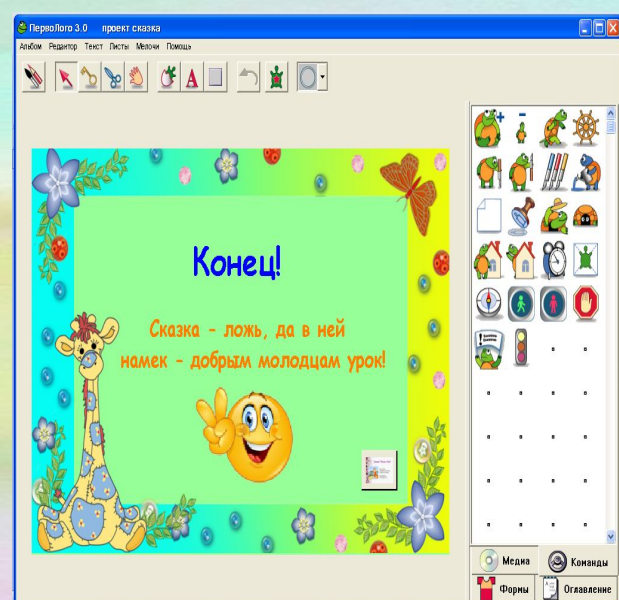 ПервоЛого 3.0 проект сказка
Альбом Редактор Текст Листы Мелочи Помощь
Конец!
Сказка - ложь, да в ней
намек - добрым молодцам урок!
Медиа Команды
Формы Оглавление